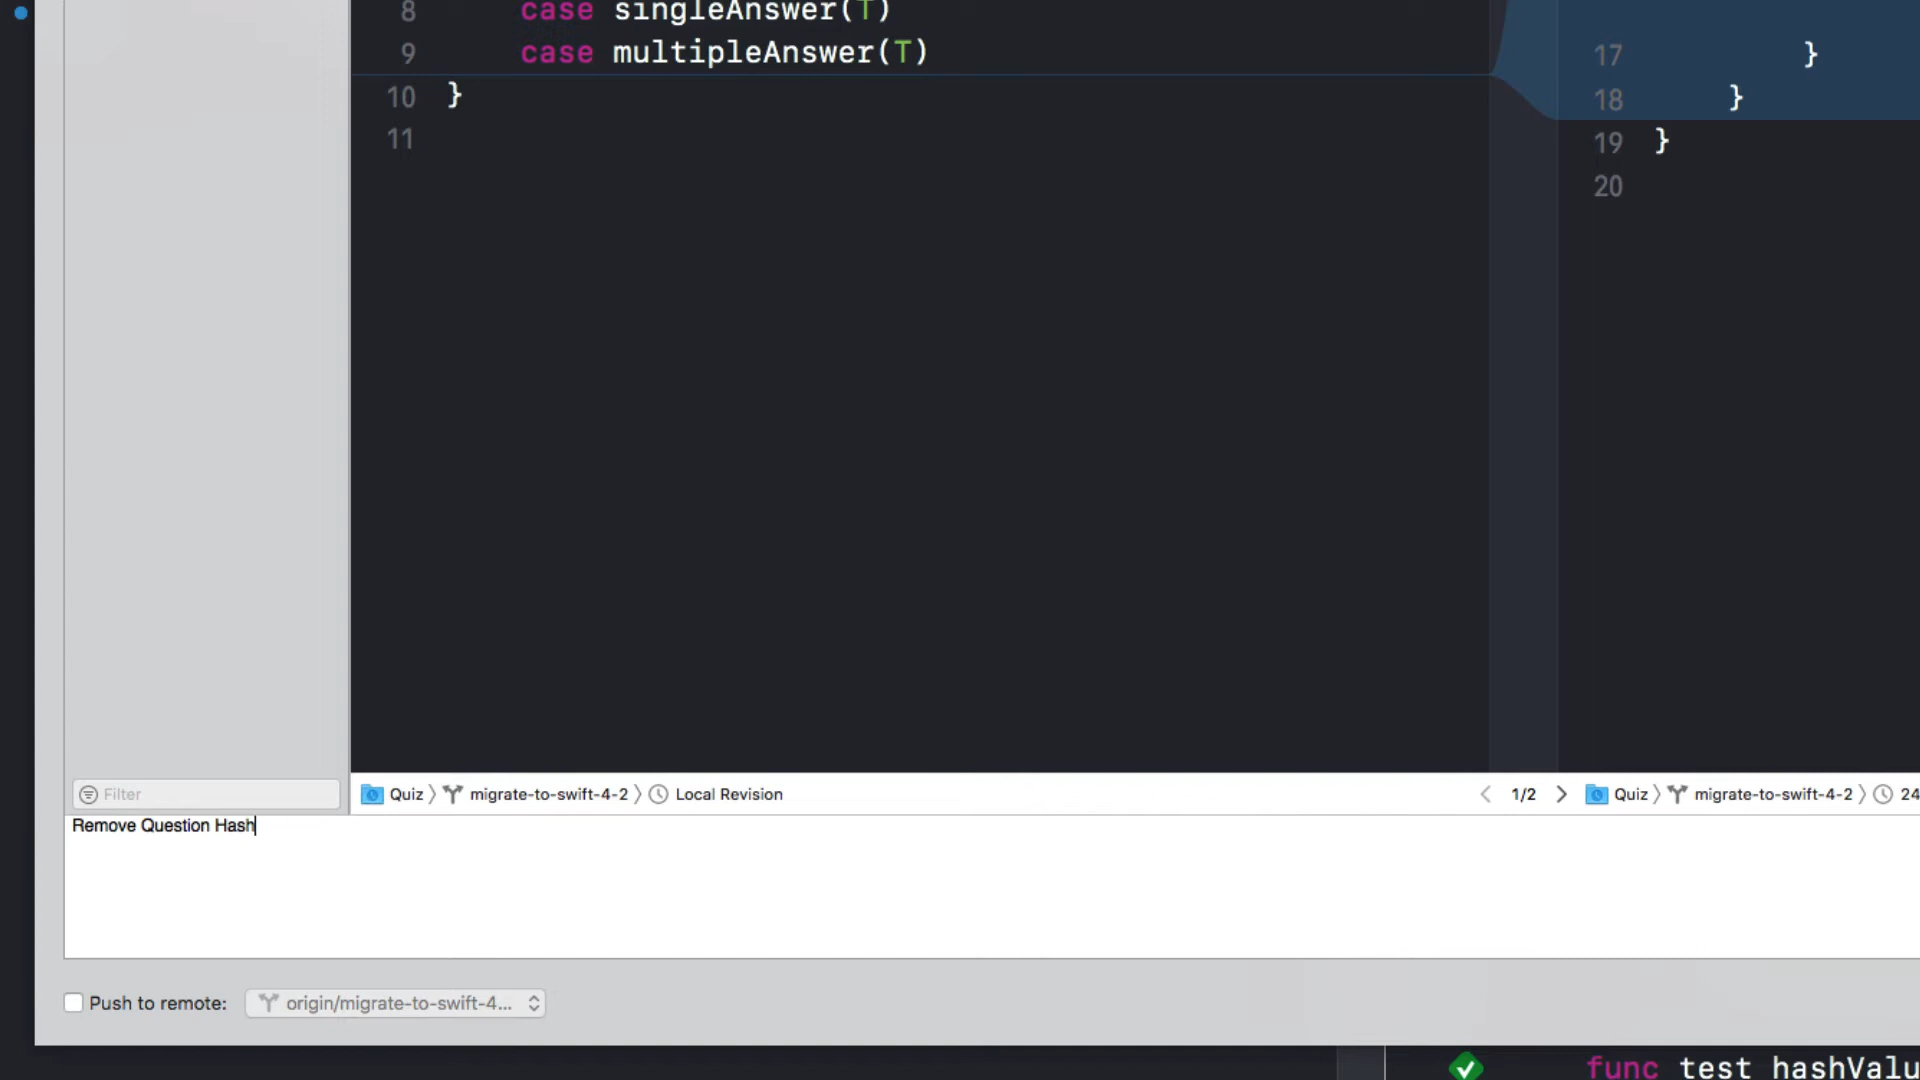 8 case singleAnswer(T)
9 case multipleAnswer(T)
10 }
11
17 }
18 }
19 }
20
Filter
Quiz 〉 migrate-to-swift-4-2 〉 Local Revision
1/2
Quiz 〉 migrate-to-swift-4-2 〉 24
Remove Question Hash
Push to remote: origin/migrate-to-swift-4...
func test hashValu